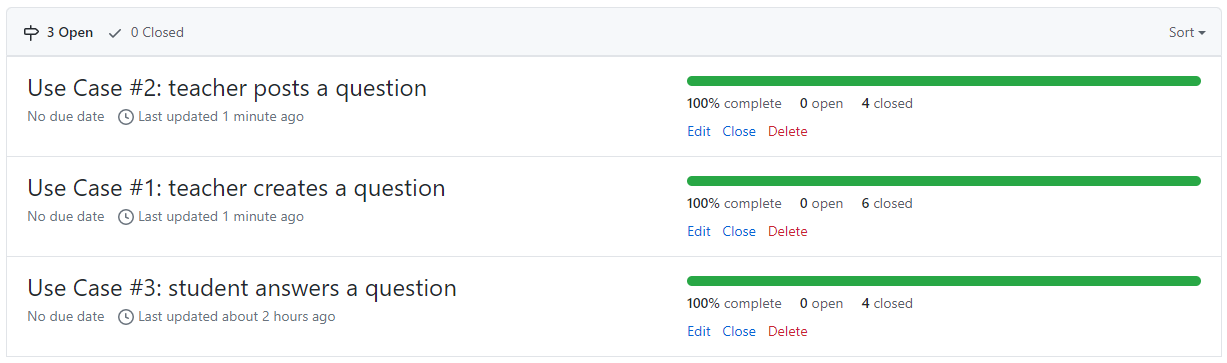 3 Open 0 Closed Sort
Use Case #2: teacher posts a question
No due date Last updated 1 minute ago
100% complete 0 open 4 closed
Edit Close Delete
Use Case #1: teacher creates a question
No due date Last updated 1 minute ago
100% complete 0 open 6 closed
Edit Close Delete
Use Case #3: student answers a question
No due date Last updated about 2 hours ago
100% complete 0 open 4 closed
Edit Close Delete